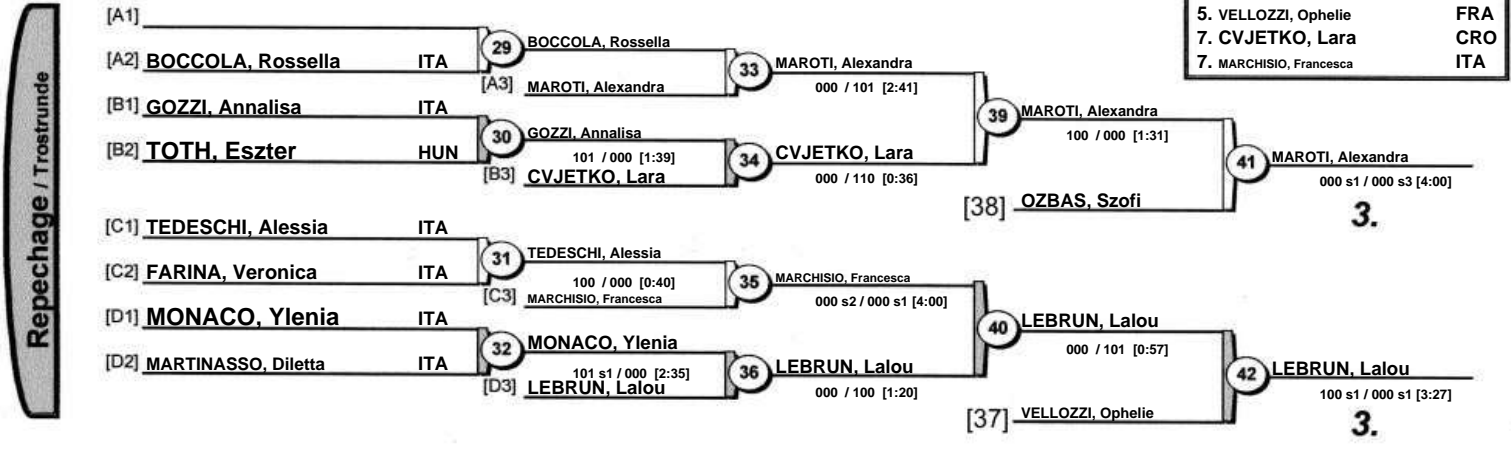 Repechage / Trostrunde
5. VELLOZZI, Ophelie FRA
7. CVJETKO, Lara CRO
7. MARCHISIO, Francesca ITA
[A1]
[A2] BOCCOLA, Rossella ITA
29
BOCCOLA, Rossella
[A3] MAROTI, Alexandra
33
MAROTI, Alexandra
000 / 101 [2:41]
[B1] GOZZI, Annalisa ITA
[B2] TOTH, Eszter HUN
30
GOZZI, Annalisa
101 / 000 [1:39]
[B3] CVJETKO, Lara
34
CVJETKO, Lara
000 / 110 [0:36]
39
MAROTI, Alexandra
100 / 000 [1:31]
[38] OZBAS, Szofi
41
MAROTI, Alexandra
000 s1 / 000 s3 [4:00]
3.
[C1] TEDESCHI, Alessia ITA
[C2] FARINA, Veronica ITA
31
TEDESCHI, Alessia
100 / 000 [0:40]
[C3] MARCHISIO, Francesca
35
MARCHISIO, Francesca
000 s2 / 000 s1 [4:00]
[D1] MONACO, Ylenia ITA
[D2] MARTINASSO, Diletta ITA
32
MONACO, Ylenia
101 s1 / 000 [2:35]
[D3] LEBRUN, Lalou
36
LEBRUN, Lalou
000 / 100 [1:20]
40
LEBRUN, Lalou
000 / 101 [0:57]
[37] VELLOZZI, Ophelie
42
LEBRUN, Lalou
100 s1 / 000 s1 [3:27]
3.